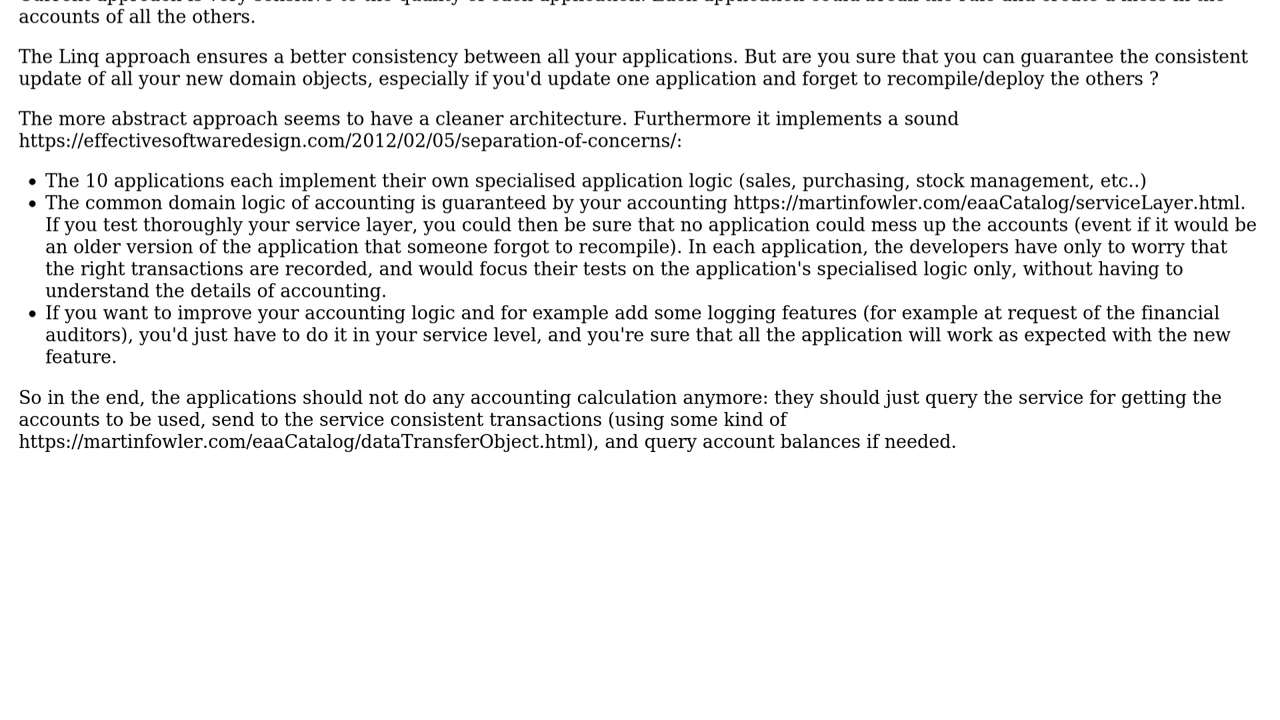 accounts of all the others.
The Linq approach ensures a better consistency between all your applications. But are you sure that you can guarantee the consistent
update of all your new domain objects, especially if you'd update one application and forget to recompile/deploy the others ?
The more abstract approach seems to have a cleaner architecture. Furthermore it implements a sound
https://effectivesoftwaredesign.com/2012/02/05/separation-of-concerns/:
• The 10 applications each implement their own specialised application logic (sales, purchasing, stock management, etc..)
• The common domain logic of accounting is guaranteed by your accounting https://martinfowler.com/eaaCatalog/serviceLayer.html.
If you test thoroughly your service layer, you could then be sure that no application could mess up the accounts (event if it would be
an older version of the application that someone forgot to recompile). In each application, the developers have only to worry that
the right transactions are recorded, and would focus their tests on the application's specialised logic only, without having to
understand the details of accounting.
• If you want to improve your accounting logic and for example add some logging features (for example at request of the financial
auditors), you'd just have to do it in your service level, and you're sure that all the application will work as expected with the new
feature.
So in the end, the applications should not do any accounting calculation anymore: they should just query the service for getting the
accounts to be used, send to the service consistent transactions (using some kind of
https://martinfowler.com/eaaCatalog/dataTransferObject.html), and query account balances if needed.